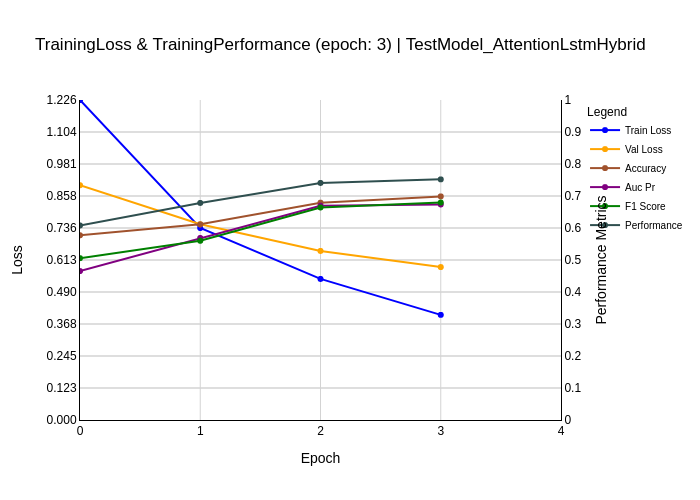 TrainingLoss & TrainingPerformance (epoch: 3) | TestModel_AttentionLstmHybrid
1.226
1.104
0.981
0.858
0.736
0.613
0.490
0.368
0.245
0.123
0.000
Loss
0
1
2
3
4
Epoch
1
0.9
0.8
0.7
0.6
0.5
0.4
0.3
0.2
0.1
0
Performance Metrics
Legend
Train Loss
Val Loss
Accuracy
Auc Pr
F1 Score
Performance